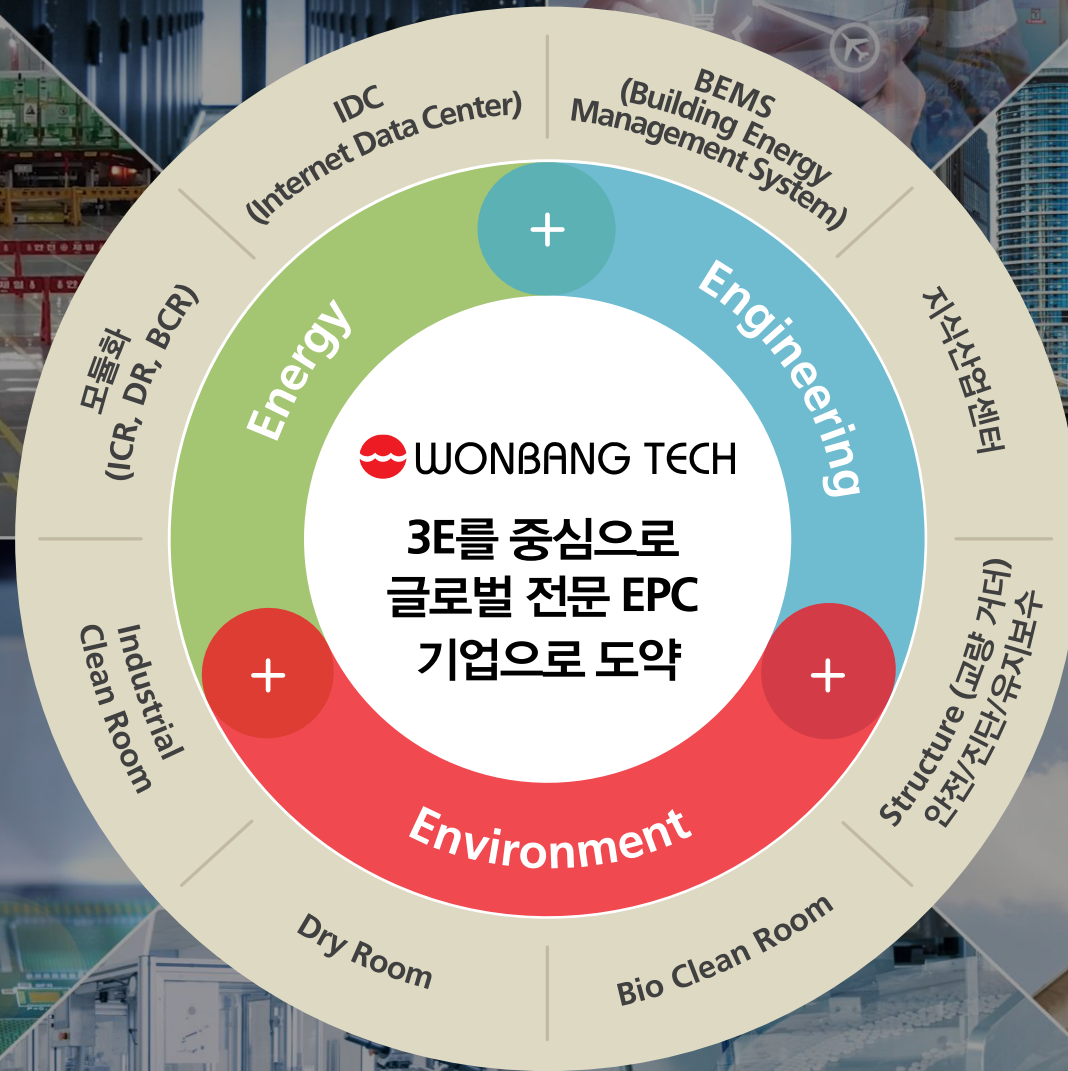 WONBANG TECH
3E를 중심으로
글로벌 전문 EPC
기업으로 도약
Energy
Engineering
Environment
IDC
(Internet Data Center)
BEMS
(Building Energy
Management System)
지식산업센터
Structure (교량 거더)
안전/진단/유지보수
Bio Clean Room
Dry Room
Industrial
Clean Room
모듈화
(ICR, DR, BCR)